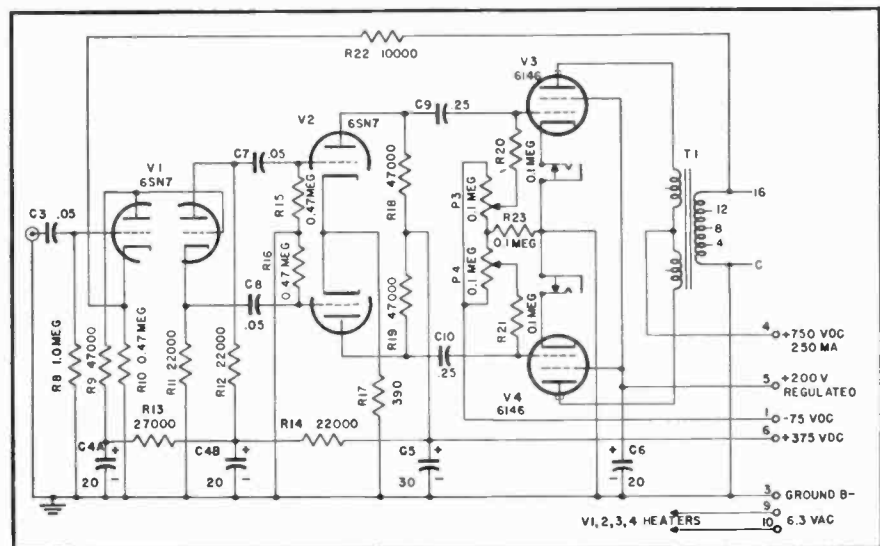 R22 10000
V3
6146
C9 .25
V2
6SN7
C7 .05
V1
6SN7
C3 .05
R15
0.47 MEG
R16
0.47 MEG
R18
47000
R19
47000
R20
0.1 MEG
P3
0.1 MEG
R23
0.1 MEG
P4
0.1 MEG
R21
0.1 MEG
T1
16
12
8
4
C
C8
.05
C10
.25
V4
6146
R8 1.0 MEG
R9 47000
R10 0.47 MEG
R11 22000
R12 22000
R13
27000
R14 22000
R17
390
C4A +
20 -
C4B +
20 -
C5 +
30 -
+ C6
- 20
4 +750 VDC
250 MA
5 +200 V
REGULATED
1 -75 VDC
6 +375 VDC
3 GROUND B-
9
V1, 2, 3, 4 HEATERS
10 6.3 VAC